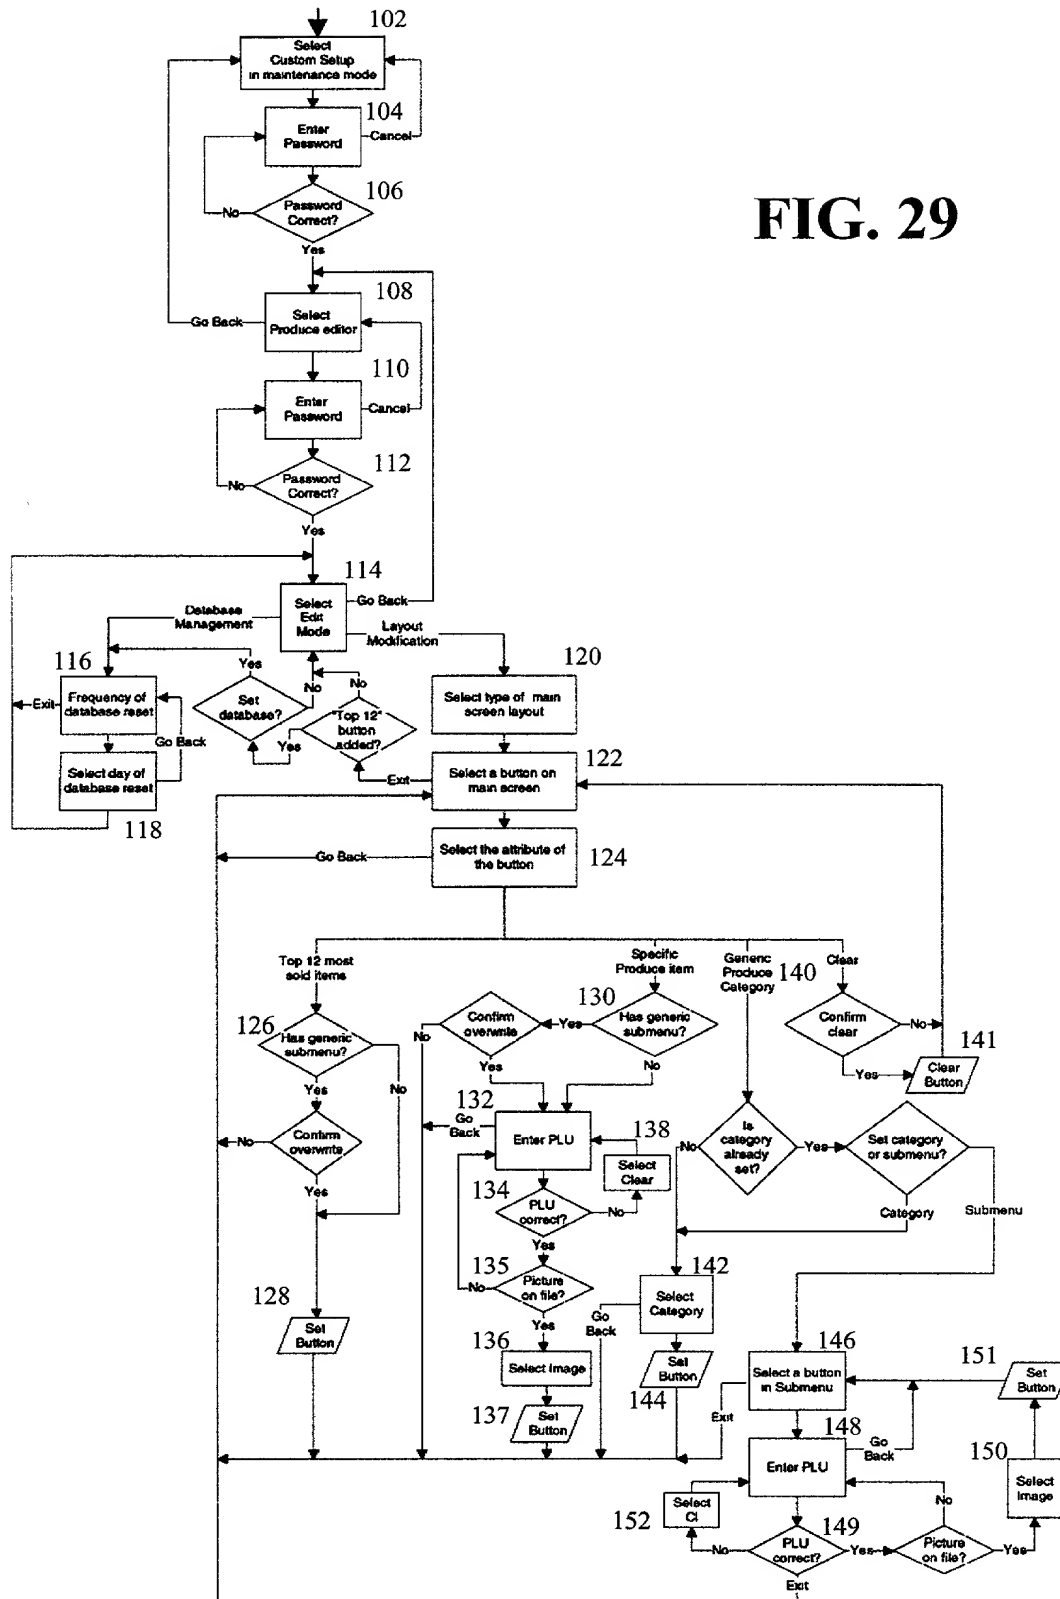 102
Select
Custom Setup
in maintenance mode
104
Enter
Password
Cancel
106
Password
Correct?
No
Yes
FIG. 29
108
Select
Produce editor
Go Back
110
Enter
Password
Cancel
112
Password
Correct?
No
Yes
114
Select
Edit
Mode
Go Back
Database
Management
Layout
Modification
116
Frequency of
database reset
Exit
Go Back
Select day of
database reset
118
Yes
Set
database?
No
No
"Top 12"
button
added?
Yes
120
Select type of main
screen layout
122
Select a button on
main screen
Exit
124
Select the attribute of
the button
Go Back
Top 12 most
sold items
Specific
Produce item
Generic
Produce
Category
140
Clear
126
Has generic
submenu?
Yes
No
Confirm
overwrite
No
Yes
128
Set
Button
Confirm
overwrite
Yes
130
Has generic
submenu?
No
Yes
No
Confirm
clear
No
Yes
141
Clear
Button
132
Go
Back
Enter PLU
138
Select
Clear
134
PLU
correct?
No
Yes
135
Picture
on file?
No
Yes
136
Select Image
137
Set
Button
Is
category
already
set?
No
Yes
Set category
or submenu?
Category
Submenu
142
Select
Category
Go
Back
Set
Button
144
146
Select a button
in Submenu
Exit
151
Set
Button
148
Enter PLU
Go
Back
150
Select
Image
152
Select
Cl
No
149
PLU
correct?
Yes
Picture
on file?
No
Yes
Exit